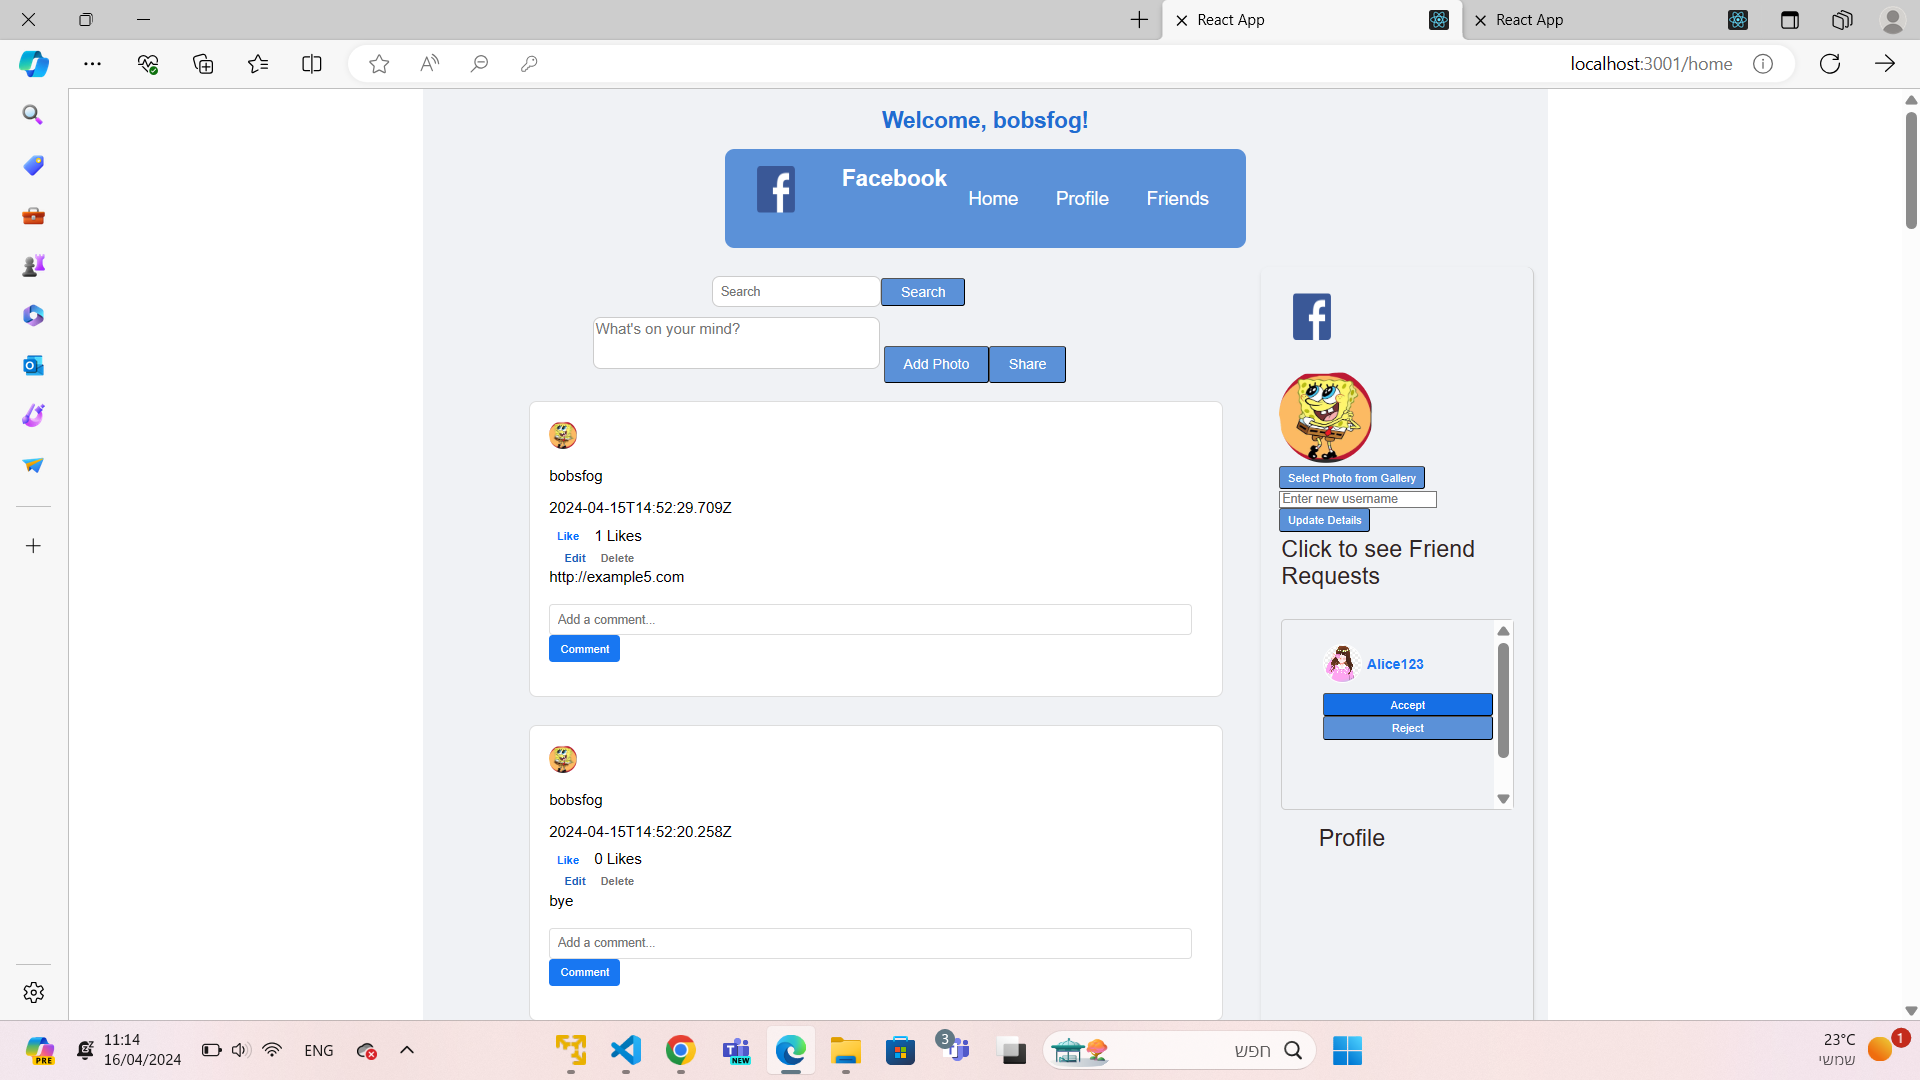 React App
React App
localhost:3001/home
Welcome, bobsfog!
Facebook
Home
Profile
Friends
Search
Search
What's on your mind?
Add Photo
Share
bobsfog
2024-04-15T14:52:29.709Z
Like
1 Likes
Edit
Delete
http://example5.com
Add a comment...
Comment
bobsfog
2024-04-15T14:52:20.258Z
Like
0 Likes
Edit
Delete
bye
Add a comment...
Comment
Select Photo from Gallery
Enter new username
Update Details
Click to see Friend
Requests
Alice123
Accept
Reject
Profile
PRE
11:14
16/04/2024
ENG
NEW
3
חפש
23°C
שמשי
1